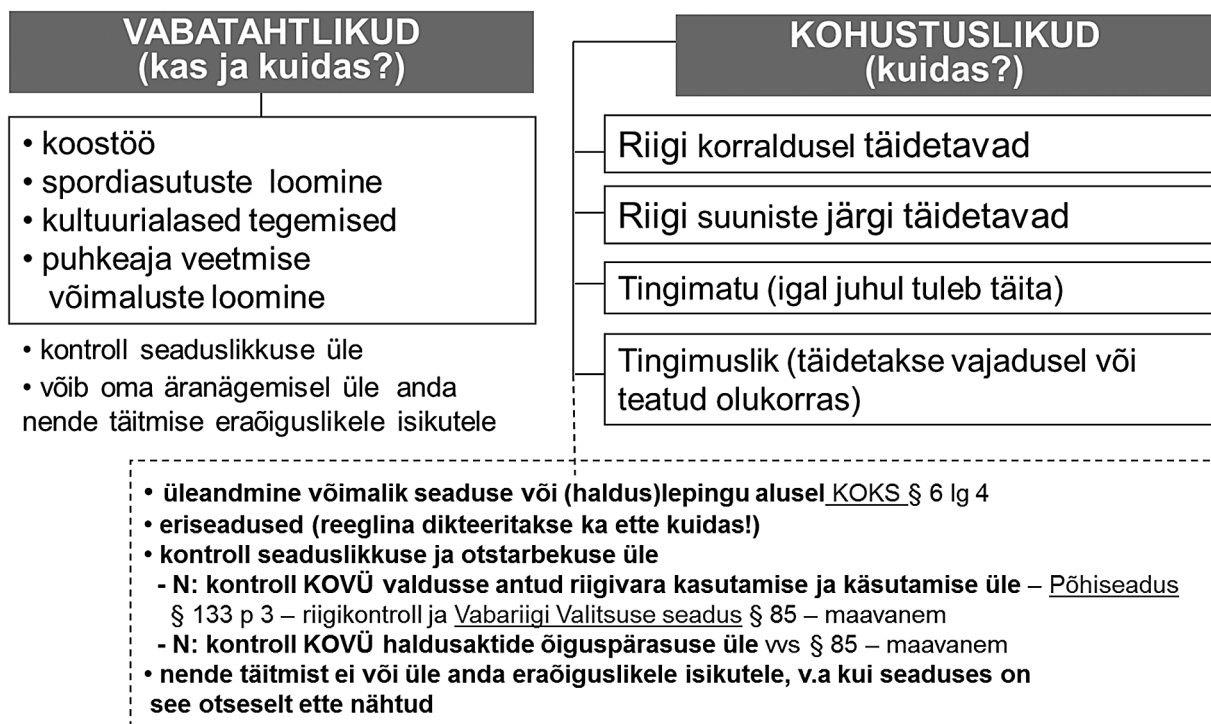 VABATAHTLIKUD
(kas ja kuidas?)
• koostöö
• spordiasutuste loomine
• kultuurialased tegemised
• puhkeaja veetmise
võimaluste loomine
• kontroll seaduslikkuse üle
• võib oma äranägemisel üle anda
nende täitmise eraõiguslikele isikutele
KOHUSTUSLIKUD
(kuidas?)
Riigi korraldusel täidetavad
Riigi suuniste järgi täidetavad
Tingimatu (igal juhul tuleb täita)
Tingimuslik (täidetakse vajadusel või
teatud olukorras)
• üleandmine võimalik seaduse või (haldus)lepingu alusel KOKS § 6 lg 4
• eriseadused (reeglina dikteeritakse ka ette kuidas!)
• kontroll seaduslikkuse ja otstarbekuse üle
- N: kontroll KOVÜ valdusse antud riigivara kasutamise ja käsutamise üle – Põhiseadus
§ 133 p 3 – riigikontroll ja Vabariigi Valitsuse seadus § 85 – maavanem
- N: kontroll KOVÜ haldusaktide õiguspärasuse üle vvs § 85 – maavanem
• nende täitmist ei või üle anda eraõiguslikele isikutele, v.a kui seaduses on
see otseselt ette nähtud